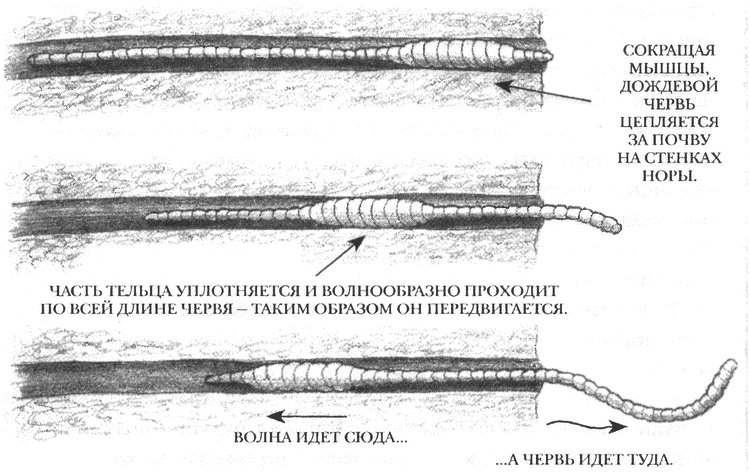 СОКРАЩАЯ
МЫШЦЫ,
ДОЖДЕВОЙ
ЧЕРВЬ
ЦЕПЛЯЕТСЯ
ЗА ПОЧВУ
НА СТЕНКАХ
НОРЫ.
ЧАСТЬ ТЕЛЬЦА УПЛОТНЯЕТСЯ И ВОЛНООБРАЗНО ПРОХОДИТ
ПО ВСЕЙ ДЛИНЕ ЧЕРВЯ – ТАКИМ ОБРАЗОМ ОН ПЕРЕДВИГАЕТСЯ.
ВОЛНА ИДЕТ СЮДА...
...А ЧЕРВЬ ИДЕТ ТУДА.